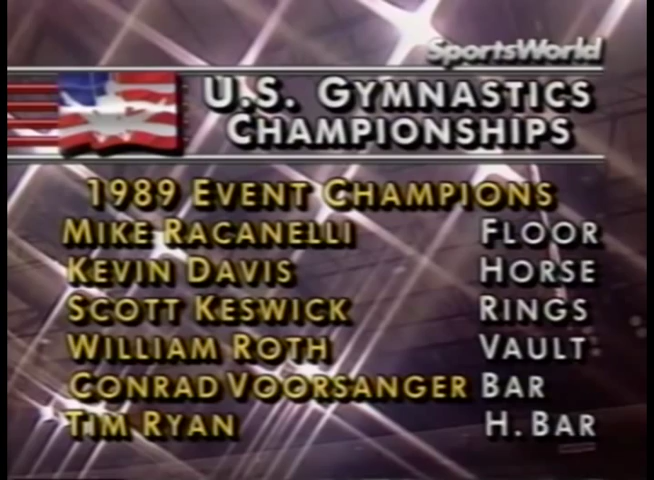 SportsWorld
U.S. GYMNASTICS
CHAMPIONSHIPS
1989 EVENT CHAMPIONS
MIKE RACANELLI FLOOR
KEVIN DAVIS HORSE
SCOTT KESWICK RINGS
WILLIAM ROTH VAULT
CONRAD VOORSANGER BAR
TIM RYAN H. BAR